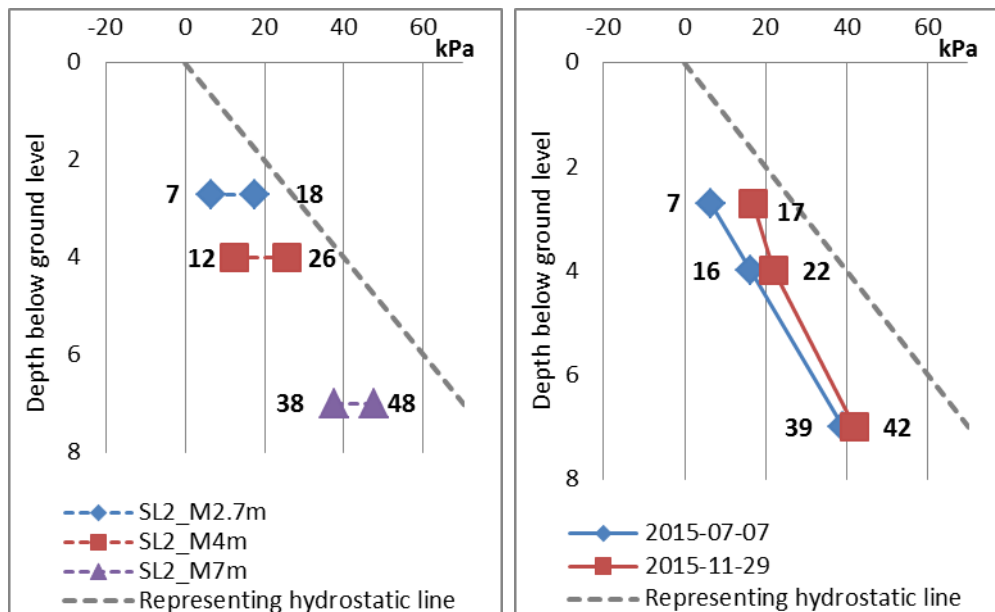 -20 0 20 40 60
kPa
0
2
4
6
8
Depth below ground level
7 18
12 26
38 48
SL2_M2.7m
SL2_M4m
SL2_M7m
Representing hydrostatic line
-20 0 20 40 60
kPa
0
2
4
6
8
Depth below ground level
7 17
16 22
39 42
2015-07-07
2015-11-29
Representing hydrostatic line